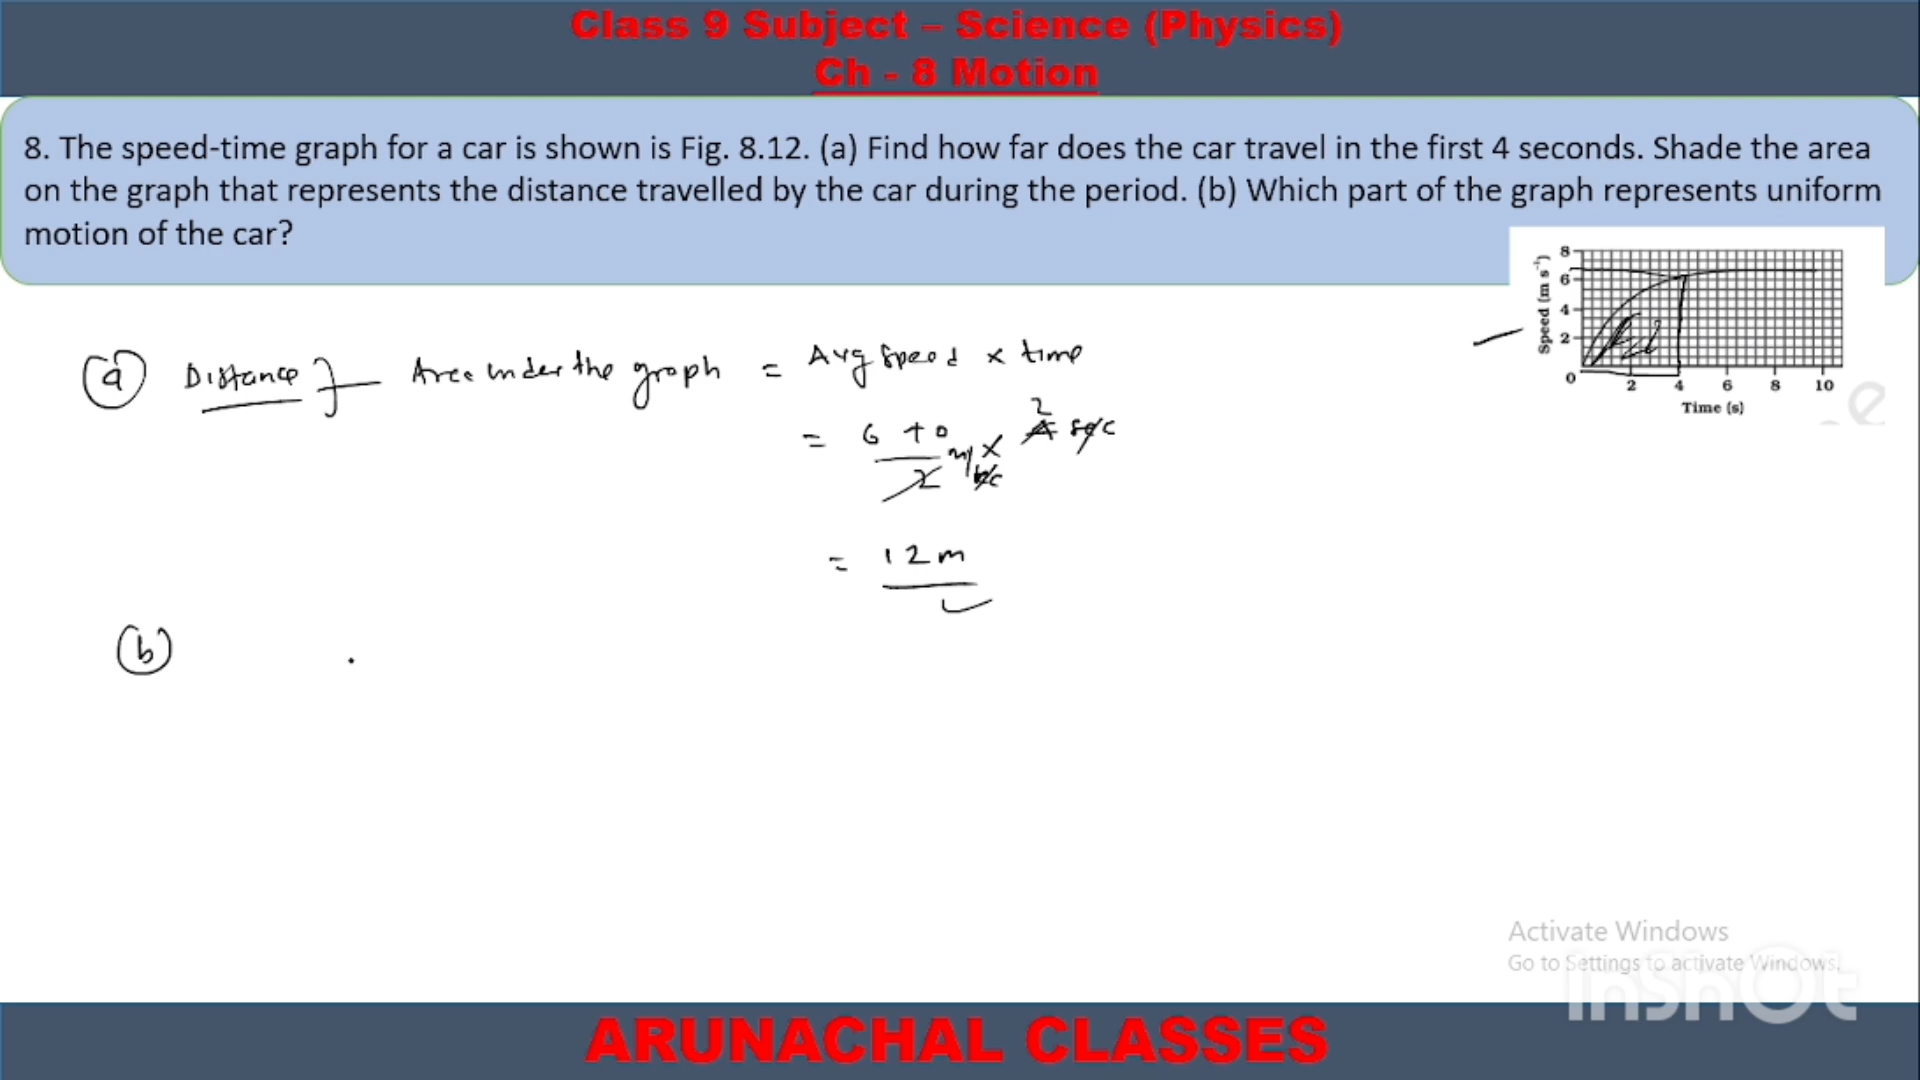 Class 9 Subject – Science (Physics)
Ch - 8 Motion
8. The speed-time graph for a car is shown is Fig. 8.12. (a) Find how far does the car travel in the first 4 seconds. Shade the area
on the graph that represents the distance travelled by the car during the period. (b) Which part of the graph represents uniform
motion of the car?
8
6
4
2
0
Speed (m s⁻¹)
2 4 6 8 10
Time (s)
(a) Distance } Area under the graph = Avg speed × time
= 6 + 0 / 2 m/sec × 4 sec
2
= 12 m
(b)
Activate Windows
Go to Settings to activate Windows.
InShOt
ARUNACHAL CLASSES